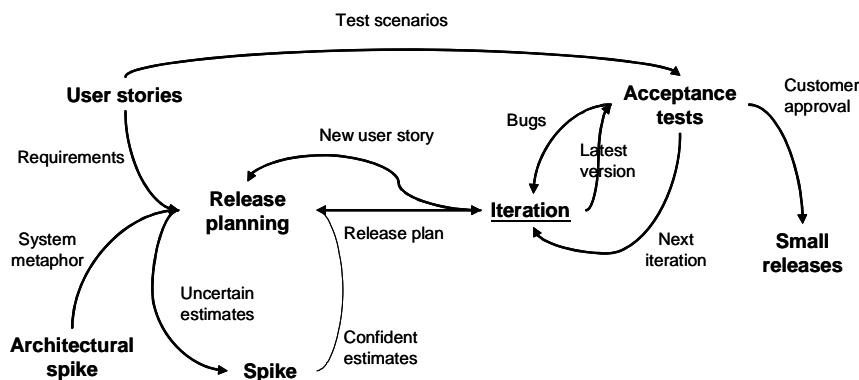 Test scenarios
User stories
Acceptance
tests
Customer
approval
Bugs
New user story
Latest
version
Requirements
Release
planning
Iteration
Release plan
System
metaphor
Next
iteration
Small
releases
Uncertain
estimates
Confident
estimates
Architectural
spike
Spike